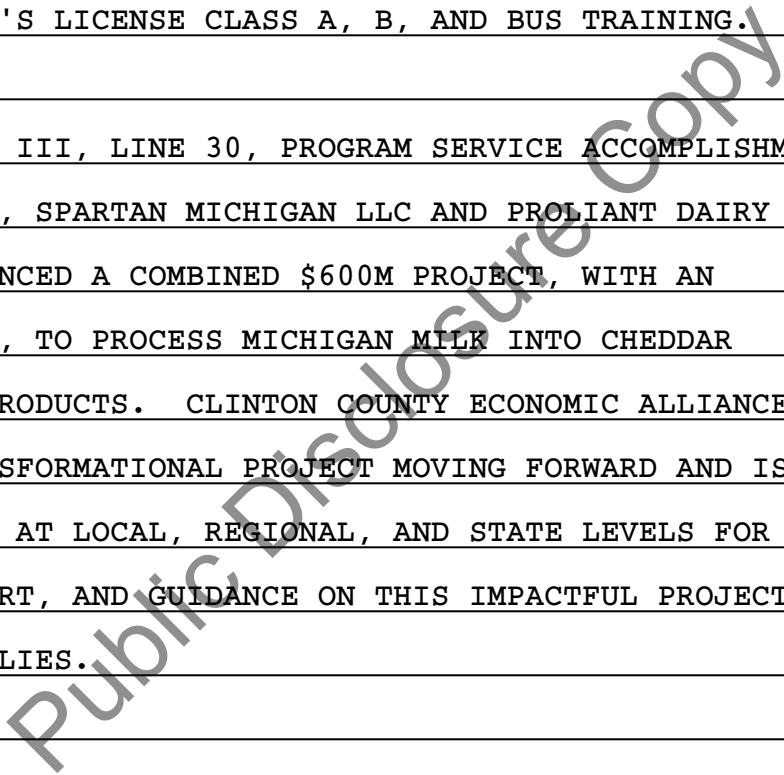 'S LICENSE CLASS A, B, AND BUS TRAINING.
III, LINE 30, PROGRAM SERVICE ACCOMPLISHM
, SPARTAN MICHIGAN LLC AND PROLIANT DAIRY
NCED A COMBINED $600M PROJECT, WITH AN
, TO PROCESS MICHIGAN MILK INTO CHEDDAR
RODUCTS. CLINTON COUNTY ECONOMIC ALLIANCE
SFORMATIONAL PROJECT MOVING FORWARD AND IS
AT LOCAL, REGIONAL, AND STATE LEVELS FOR
RT, AND GUIDANCE ON THIS IMPACTFUL PROJECT
LIES.
Public Disclosure Copy